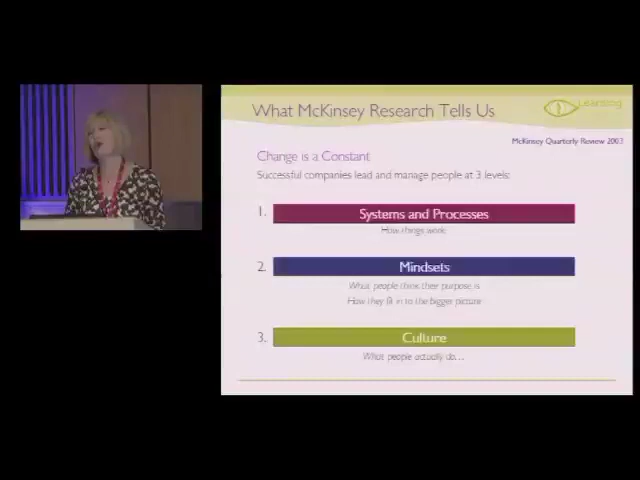 What McKinsey Research Tells Us
Learning
McKinsey Quarterly Review 2003
Change is a Constant
Successful companies lead and manage people at 3 levels:
1. Systems and Processes
How things work
2. Mindsets
What people think their purpose is
How they fit in to the bigger picture
3. Culture
What people actually do...